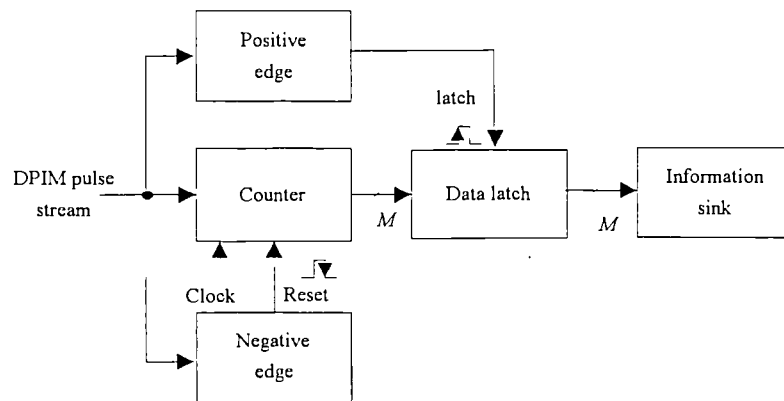 Positive
edge
latch
DPIM pulse
stream
Counter
M
Data latch
M
Information
sink
Clock
Reset
Negative
edge